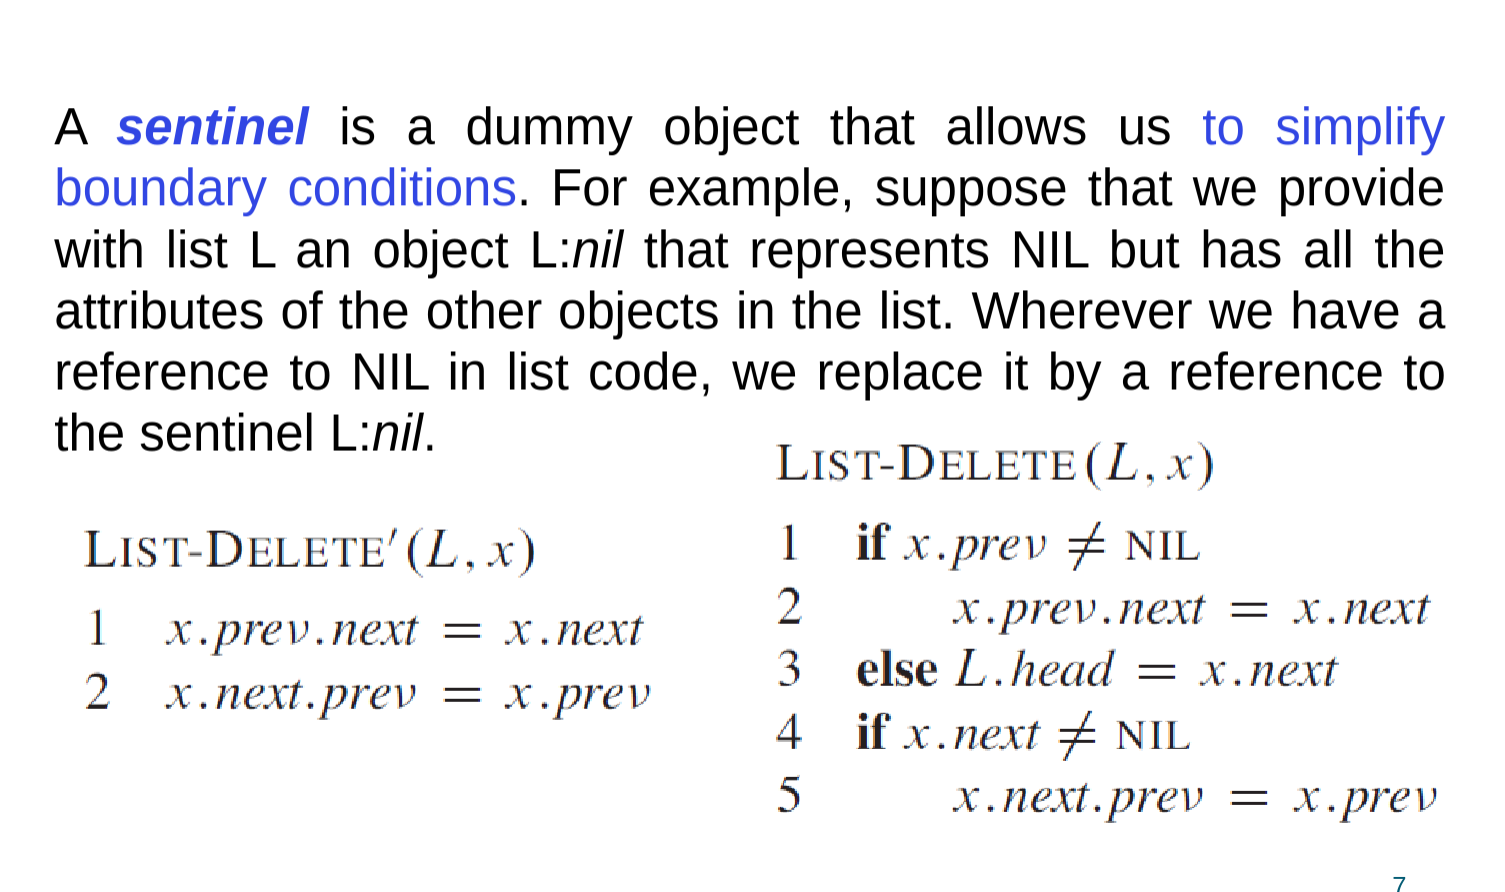 A sentinel is a dummy object that allows us to simplify
boundary conditions. For example, suppose that we provide
with list L an object L:nil that represents NIL but has all the
attributes of the other objects in the list. Wherever we have a
reference to NIL in list code, we replace it by a reference to
the sentinel L:nil.
LIST-DELETE′(L, x)
1 x.prev.next = x.next
2 x.next.prev = x.prev
LIST-DELETE(L, x)
1 if x.prev ≠ NIL
2 x.prev.next = x.next
3 else L.head = x.next
4 if x.next ≠ NIL
5 x.next.prev = x.prev
7